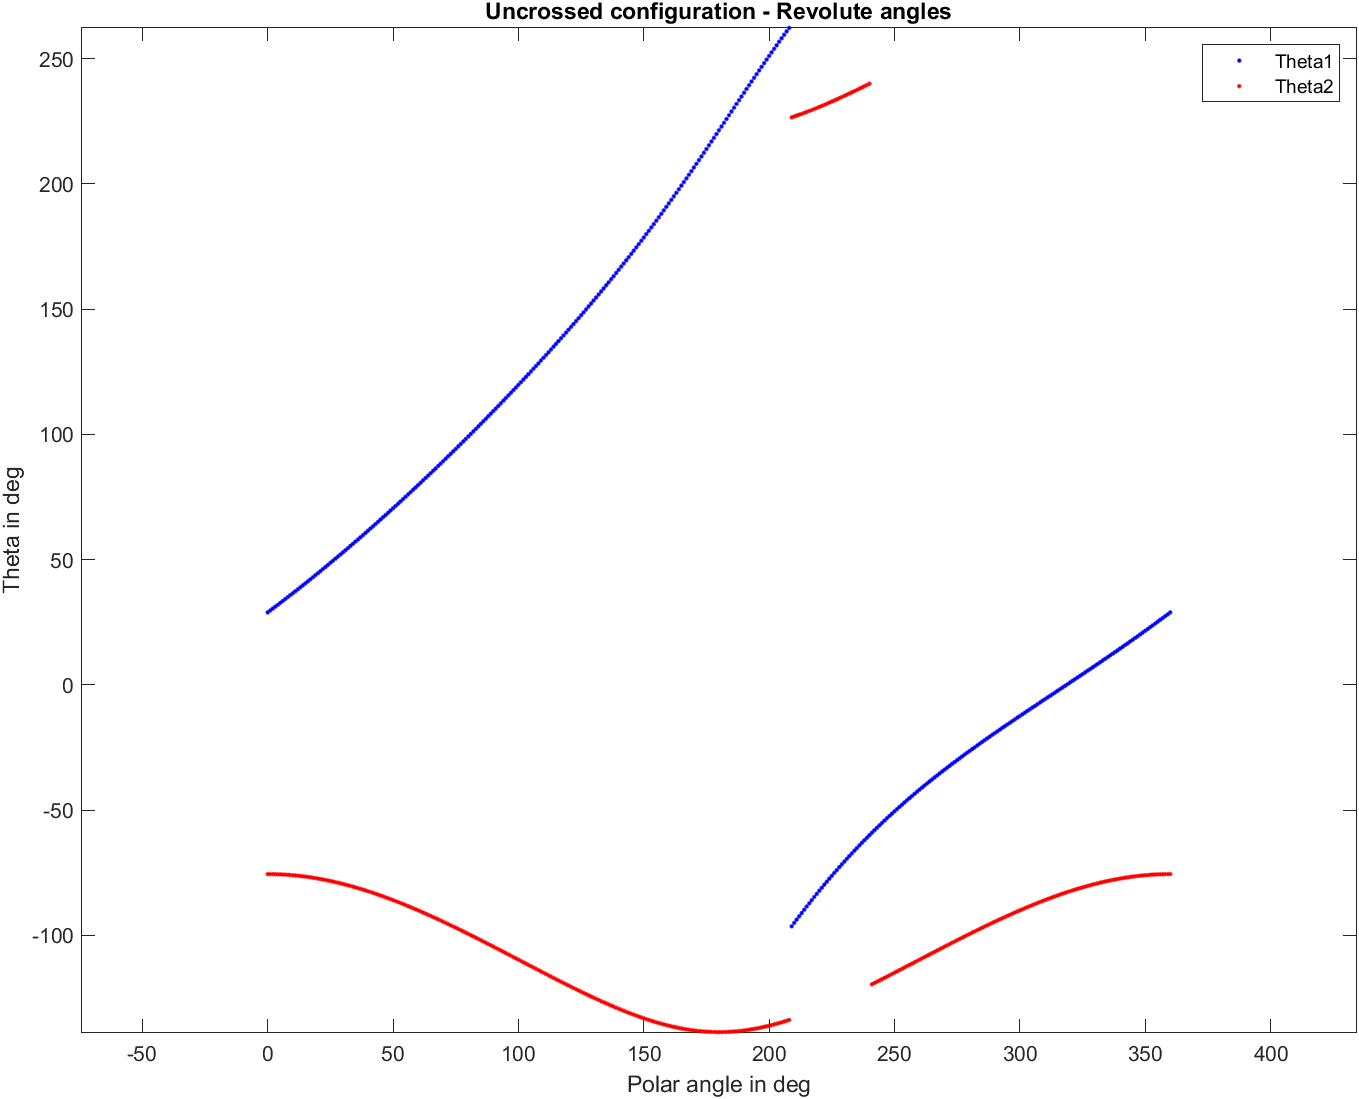 Uncrossed configuration - Revolute angles
Theta1
Theta2
250
200
150
100
50
0
-50
-100
Theta in deg
-50 0 50 100 150 200 250 300 350 400
Polar angle in deg